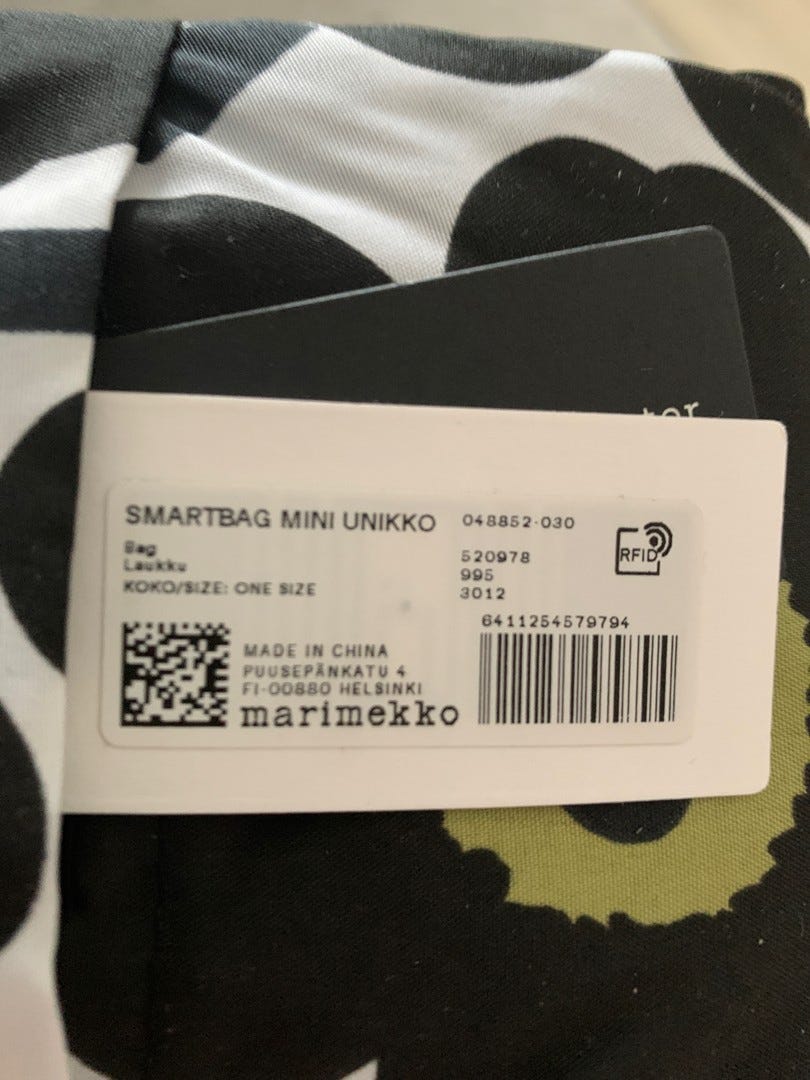 SMARTBAG MINI UNIKKO 048852-030
Bag
Laukku
KOKO/SIZE: ONE SIZE
520978
995
3012
RFID
6411254579794
MADE IN CHINA
PUUSEPÄNKATU 4
FI-00880 HELSINKI
marimekko